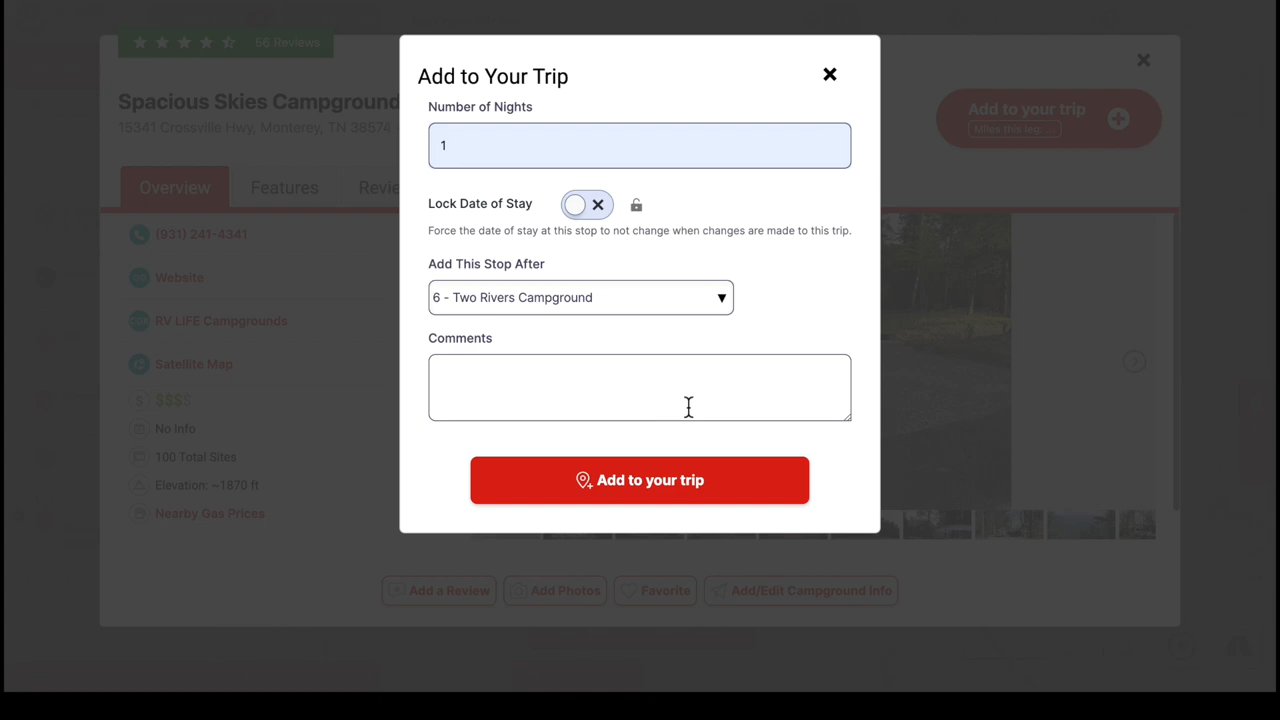 56 Reviews
Add to Your Trip
Spacious Skies Campground
15341 Crossville Hwy, Monterey, TN 38574
Add to your trip
Miles this leg: ...
Number of Nights
1
Overview
Features
Lock Date of Stay
Force the date of stay at this stop to not change when changes are made to this trip.
(931) 241-4341
Add This Stop After
Website
6 - Two Rivers Campground
RV LIFE Campgrounds
Comments
Satellite Map
$$$$
No Info
100 Total Sites
Add to your trip
Elevation: ~1870 ft
Nearby Gas Prices
Add a Review
Add Photos
Favorite
Add/Edit Campground Info